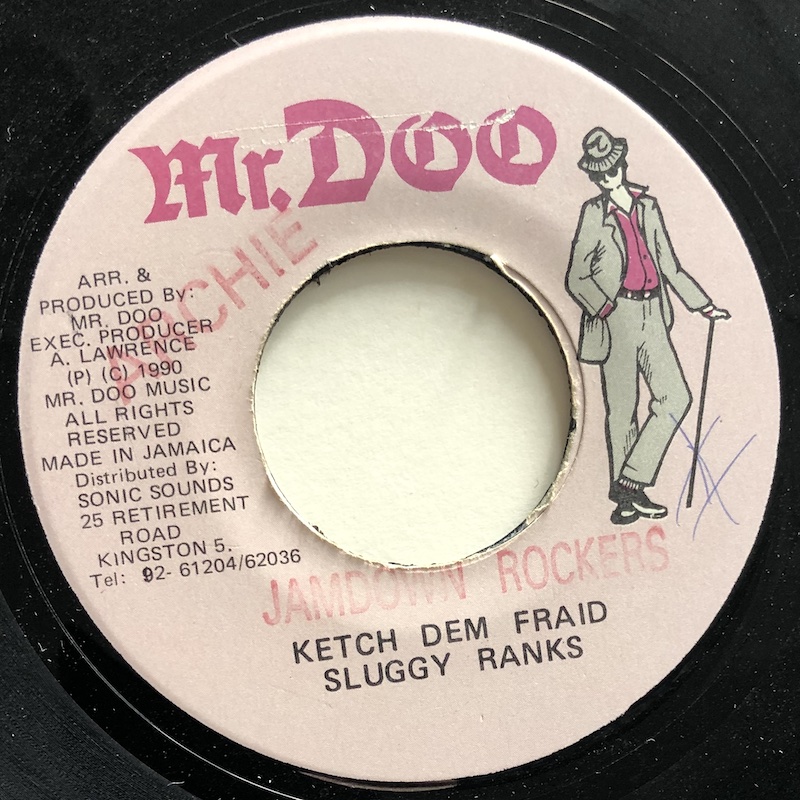 Mr. Doo
ARCHIE
ARR. &
PRODUCED By:
MR. DOO
EXEC. PRODUCER
A. LAWRENCE
(P) (C) 1990
MR. DOO MUSIC
ALL RIGHTS
RESERVED
MADE IN JAMAICA
Distributed By:
SONIC SOUNDS
25 RETIREMENT
ROAD
KINGSTON 5.
Tel: 92-61204/62036
JAMDOWN ROCKERS
KETCH DEM FRAID
SLUGGY RANKS